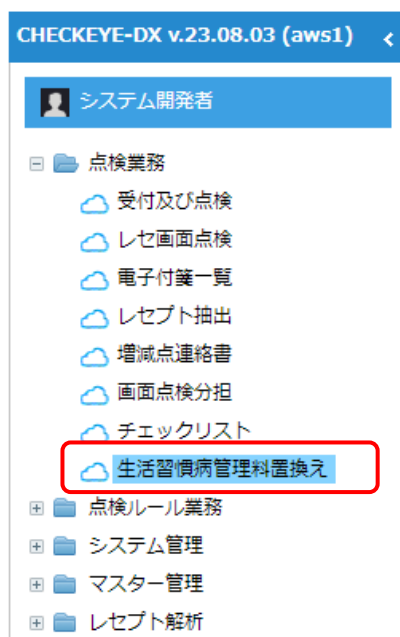 CHECKEYE-DX v.23.08.03 (aws1)
システム開発者
点検業務
受付及び点検
レセ画面点検
電子付箋一覧
レセプト抽出
増減点連絡書
画面点検分担
チェックリスト
生活習慣病管理料置換え
点検ルール業務
システム管理
マスター管理
レセプト解析